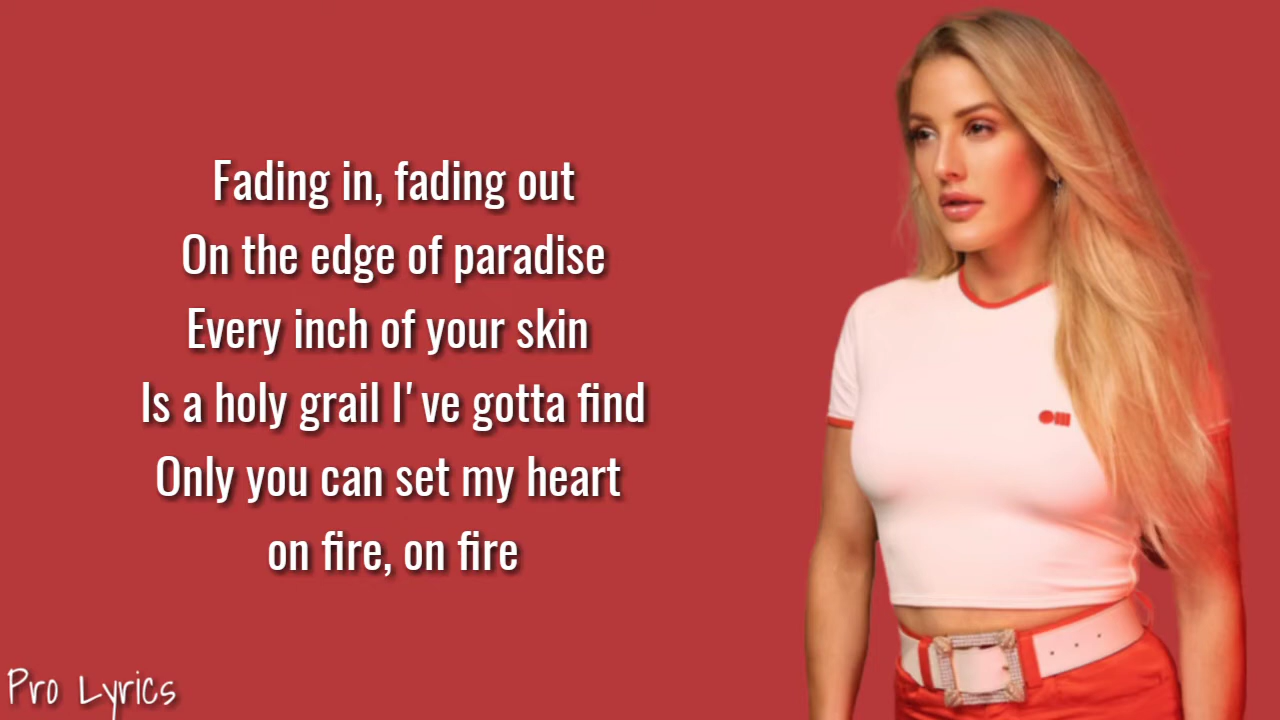 Fading in, fading out
On the edge of paradise
Every inch of your skin
Is a holy grail I've gotta find
Only you can set my heart
on fire, on fire
Pro Lyrics